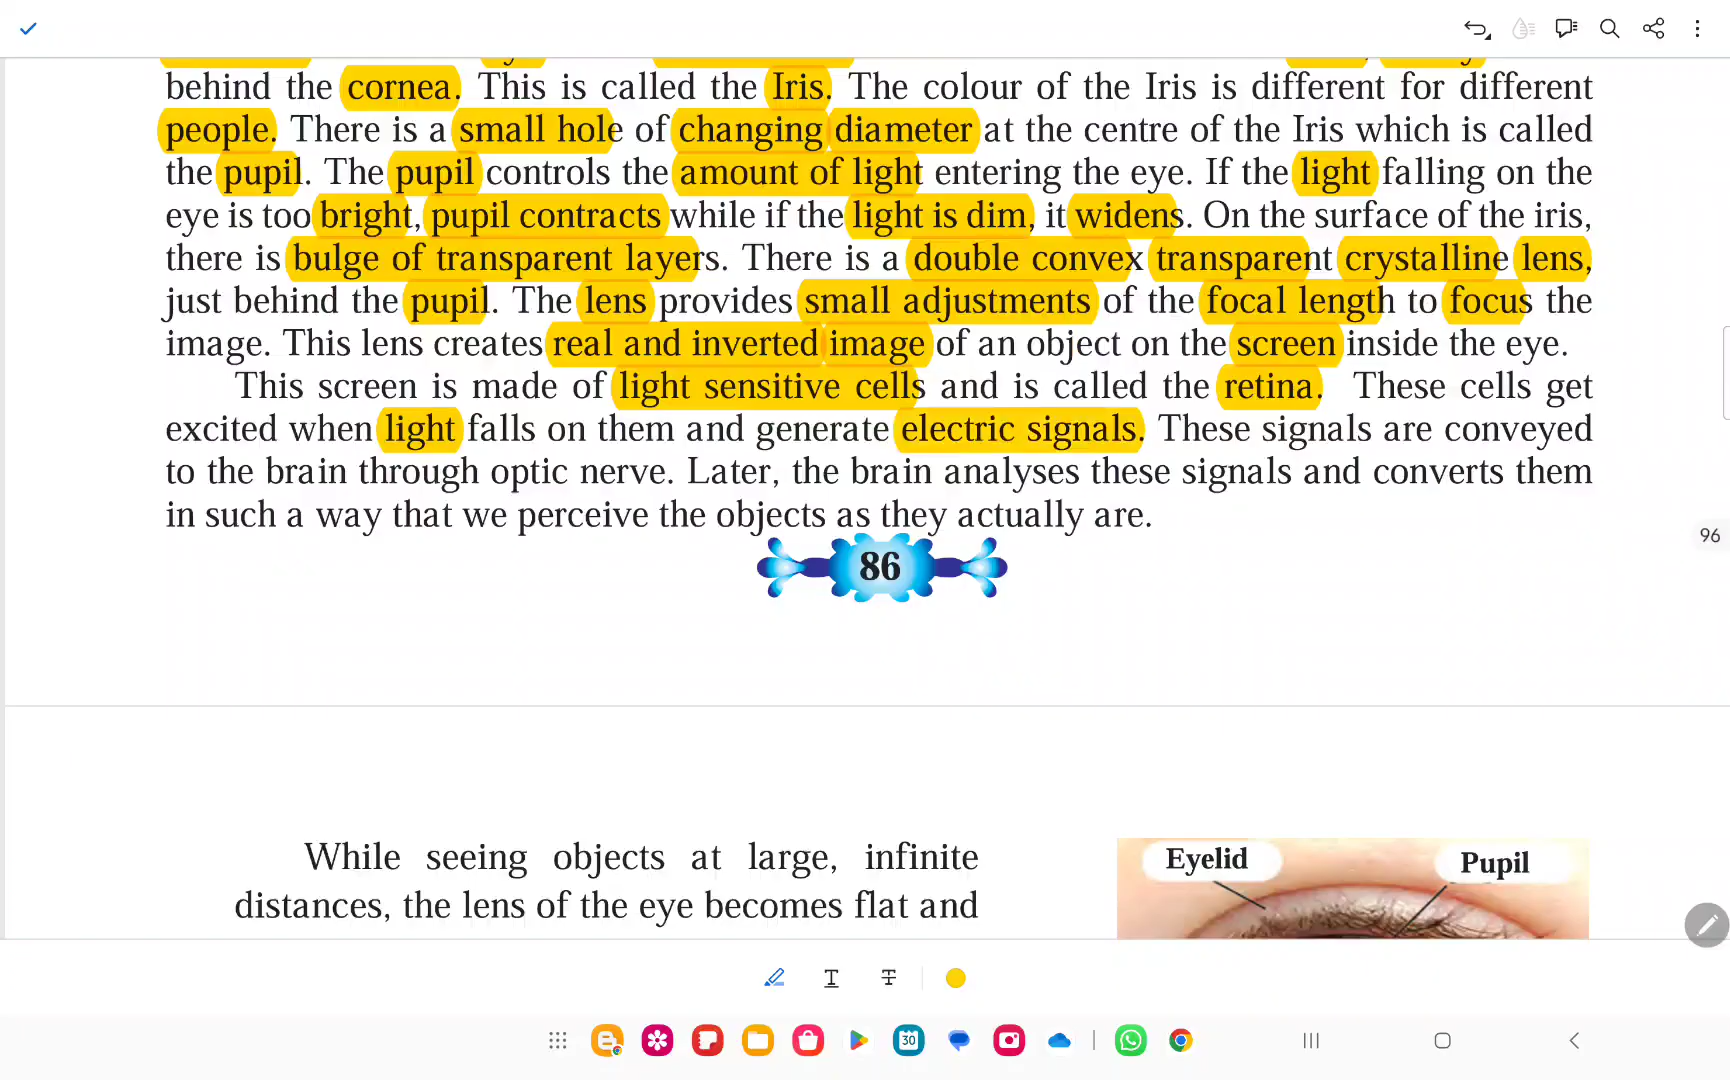 behind the cornea. This is called the Iris. The colour of the Iris is different for different
people. There is a small hole of changing diameter at the centre of the Iris which is called
the pupil. The pupil controls the amount of light entering the eye. If the light falling on the
eye is too bright, pupil contracts while if the light is dim, it widens. On the surface of the iris,
there is bulge of transparent layers. There is a double convex transparent crystalline lens,
just behind the pupil. The lens provides small adjustments of the focal length to focus the
image. This lens creates real and inverted image of an object on the screen inside the eye.
This screen is made of light sensitive cells and is called the retina. These cells get
excited when light falls on them and generate electric signals. These signals are conveyed
to the brain through optic nerve. Later, the brain analyses these signals and converts them
in such a way that we perceive the objects as they actually are.
96
86
While seeing objects at large, infinite
distances, the lens of the eye becomes flat and
Eyelid
Pupil
30